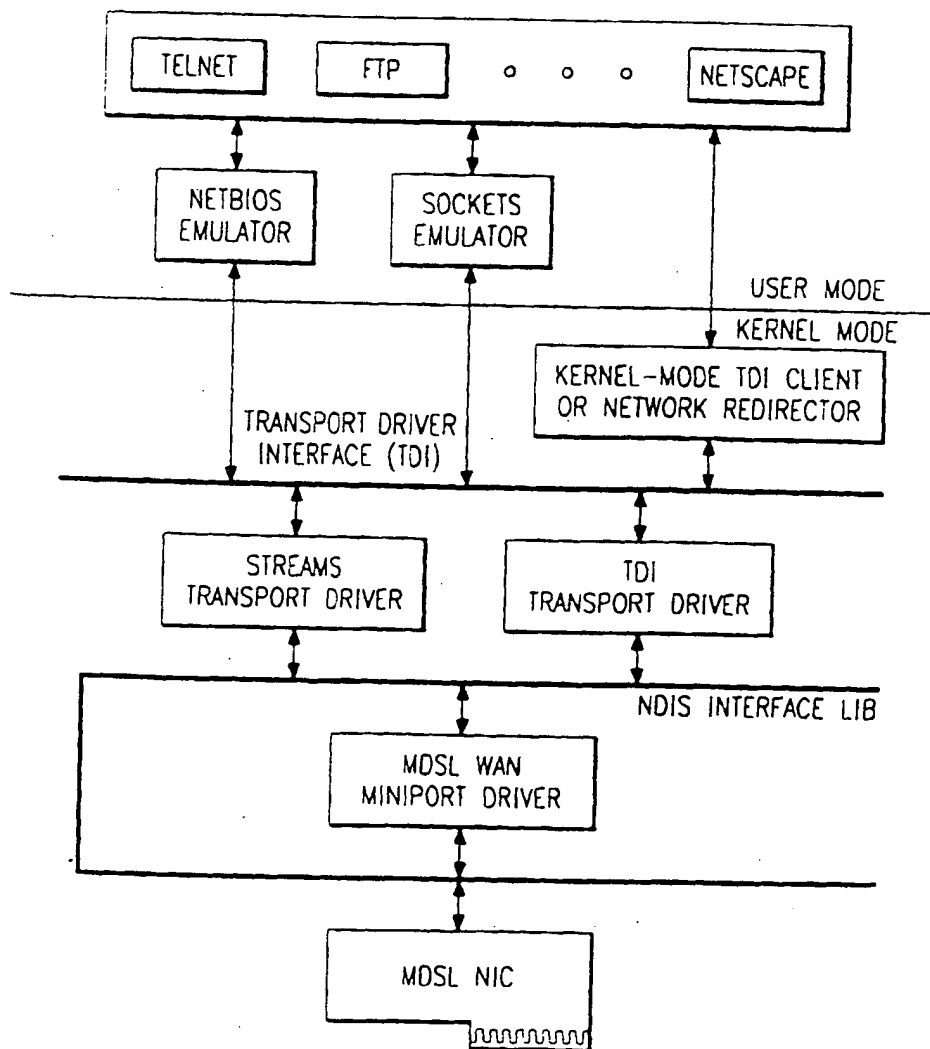 TELNET
FTP
NETSCAPE
NETBIOS
EMULATOR
SOCKETS
EMULATOR
USER MODE
KERNEL MODE
KERNEL-MODE TDI CLIENT
OR NETWORK REDIRECTOR
TRANSPORT DRIVER
INTERFACE (TDI)
STREAMS
TRANSPORT DRIVER
TDI
TRANSPORT DRIVER
NDIS INTERFACE LIB
MDSL WAN
MINIPORT DRIVER
MDSL NIC